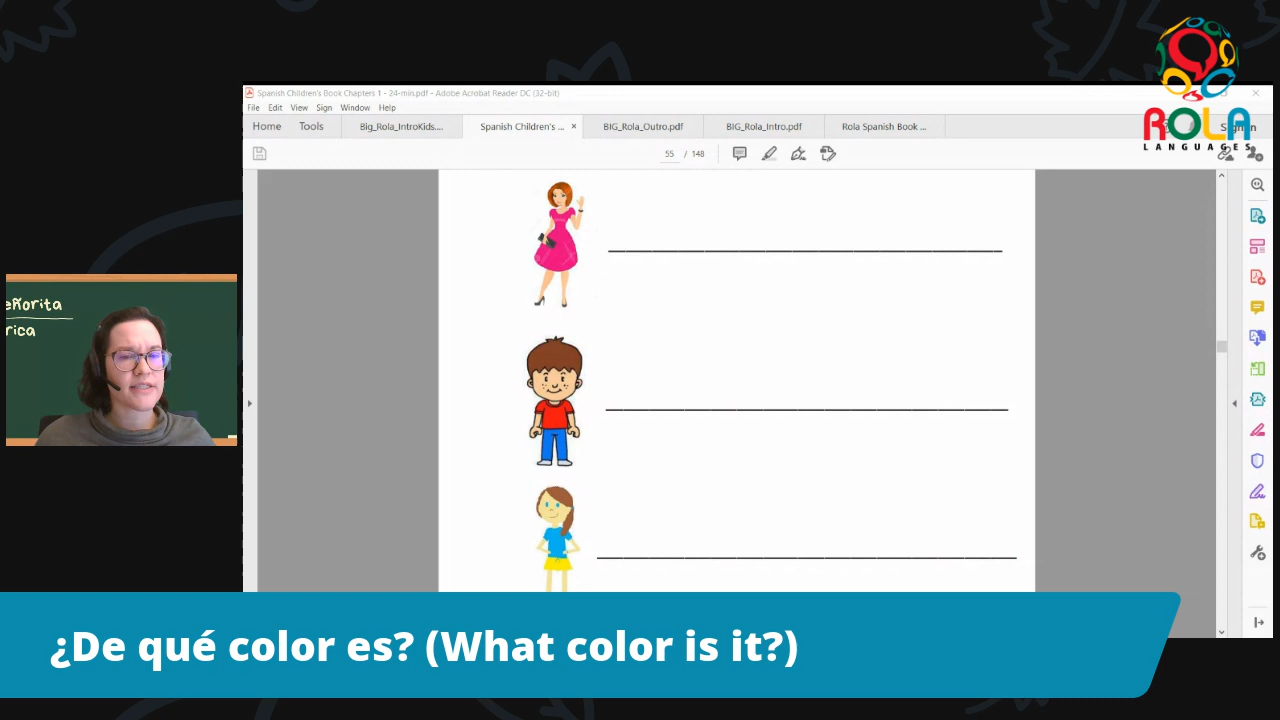 Spanish Children's Book Chapters 1 - 24-min.pdf - Adobe Acrobat Reader DC (32-bit)
File Edit View Sign Window Help
Home Tools Big_Rola_IntroKids.... Spanish Children's ... × BIG_Rola_Outro.pdf BIG_Rola_Intro.pdf Rola Spanish Book ...
55 / 148
ROLA
LANGUAGES
eñorita
rica
¿De qué color es? (What color is it?)